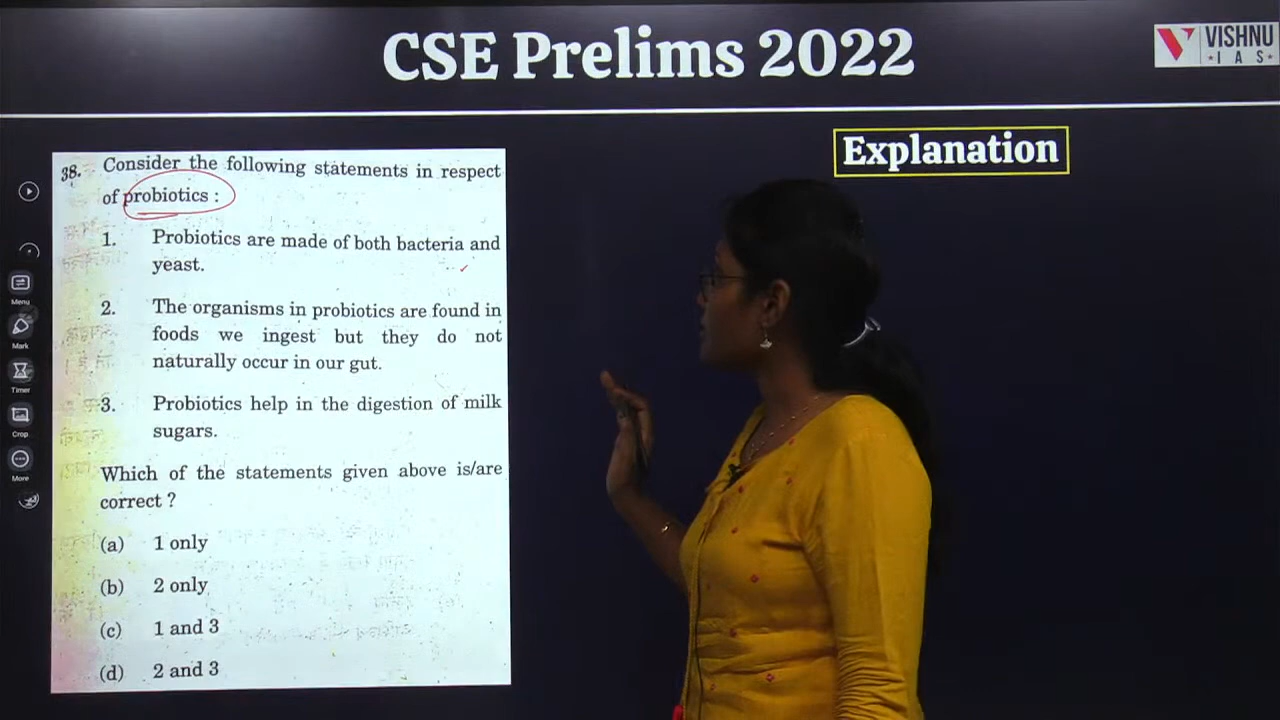 CSE Prelims 2022
VISHNU
I A S
Explanation
38. Consider the following statements in respect
of probiotics :
1. Probiotics are made of both bacteria and
yeast.
2. The organisms in probiotics are found in
foods we ingest but they do not
naturally occur in our gut.
3. Probiotics help in the digestion of milk
sugars.
Which of the statements given above is/are
correct ?
(a) 1 only
(b) 2 only
(c) 1 and 3
(d) 2 and 3
Menu
Mark
Timer
Crop
More